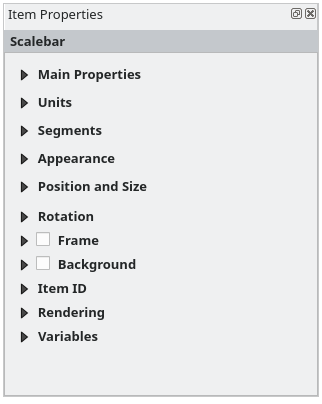 Item Properties
Scalebar
Main Properties
Units
Segments
Appearance
Position and Size
Rotation
Frame
Background
Item ID
Rendering
Variables